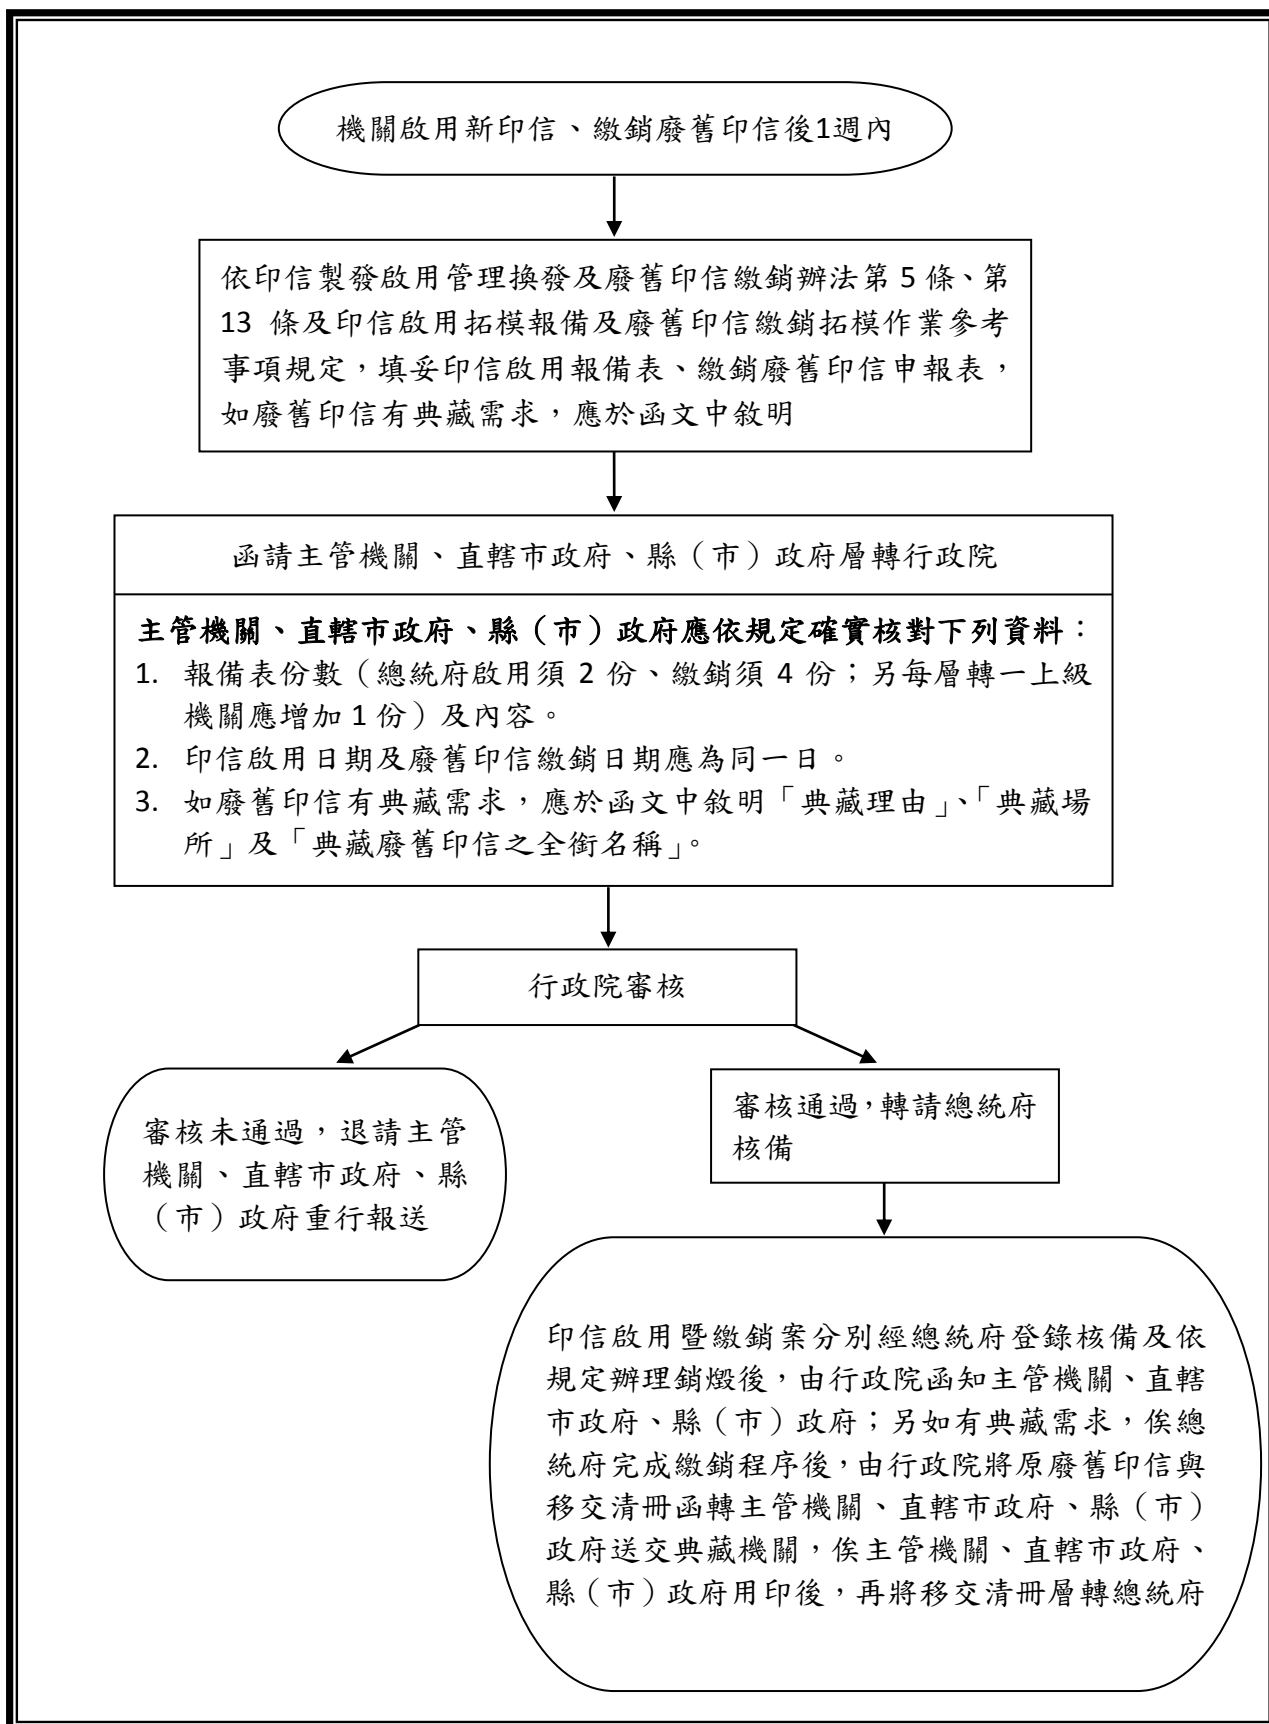 機關啟用新印信、繳銷廢舊印信後1週內
依印信製發啟用管理換發及廢舊印信繳銷辦法第 5 條、第
13 條及印信啟用拓模報備及廢舊印信繳銷拓模作業參考
事項規定，填妥印信啟用報備表、繳銷廢舊印信申報表，
如廢舊印信有典藏需求，應於函文中敘明
函請主管機關、直轄市政府、縣（市）政府層轉行政院
主管機關、直轄市政府、縣（市）政府應依規定確實核對下列資料：
1. 報備表份數（總統府啟用須 2 份、繳銷須 4 份；另每層轉一上級
機關應增加 1 份）及內容。
2. 印信啟用日期及廢舊印信繳銷日期應為同一日。
3. 如廢舊印信有典藏需求，應於函文中敘明「典藏理由」、「典藏場
所」及「典藏廢舊印信之全銜名稱」。
行政院審核
審核未通過，退請主管
機關、直轄市政府、縣
（市）政府重行報送
審核通過，轉請總統府
核備
印信啟用暨繳銷案分別經總統府登錄核備及依
規定辦理銷燬後，由行政院函知主管機關、直轄
市政府、縣（市）政府；另如有典藏需求，俟總
統府完成繳銷程序後，由行政院將原廢舊印信與
移交清冊函轉主管機關、直轄市政府、縣（市）
政府送交典藏機關，俟主管機關、直轄市政府、
縣（市）政府用印後，再將移交清冊層轉總統府